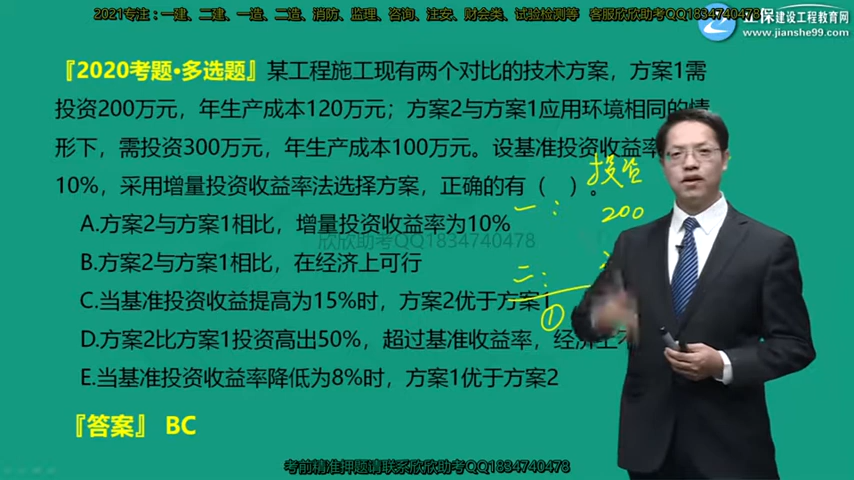 2021专注：一建、二建、一造、二造、消防、监理、咨询、注安、财会类、试验检测等 客服欣欣助考QQ1834740478
正保建设工程教育网
www.jianshe99.com
『2020考题·多选题』某工程施工现有两个对比的技术方案，方案1需
投资200万元，年生产成本120万元；方案2与方案1应用环境相同的情
形下，需投资300万元，年生产成本100万元。设基准投资收益率
10%，采用增量投资收益率法选择方案，正确的有（ ）。
投资
一：
200
A.方案2与方案1相比，增量投资收益率为10%
欣欣助考QQ1834740478
B.方案2与方案1相比，在经济上可行
二：
C.当基准投资收益提高为15%时，方案2优于方案1
①
D.方案2比方案1投资高出50%，超过基准收益率，经济上不
E.当基准投资收益率降低为8%时，方案1优于方案2
『答案』 BC
考前精准押题请联系欣欣助考QQ1834740478